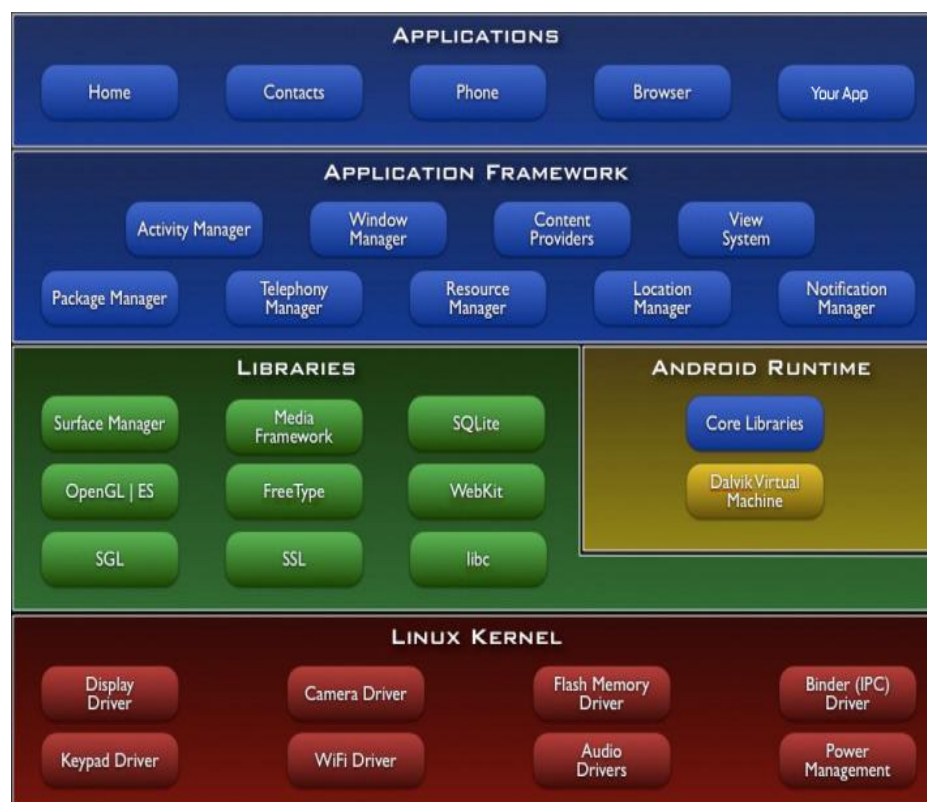 APPLICATIONS
Home
Contacts
Phone
Browser
Your App
APPLICATION FRAMEWORK
Activity Manager
Window
Manager
Content
Providers
View
System
Package Manager
Telephony
Manager
Resource
Manager
Location
Manager
Notification
Manager
LIBRARIES
Surface Manager
Media
Framework
SQLite
OpenGL | ES
FreeType
WebKit
SGL
SSL
libc
ANDROID RUNTIME
Core Libraries
Dalvik Virtual
Machine
LINUX KERNEL
Display
Driver
Camera Driver
Flash Memory
Driver
Binder (IPC)
Driver
Keypad Driver
WiFi Driver
Audio
Drivers
Power
Management